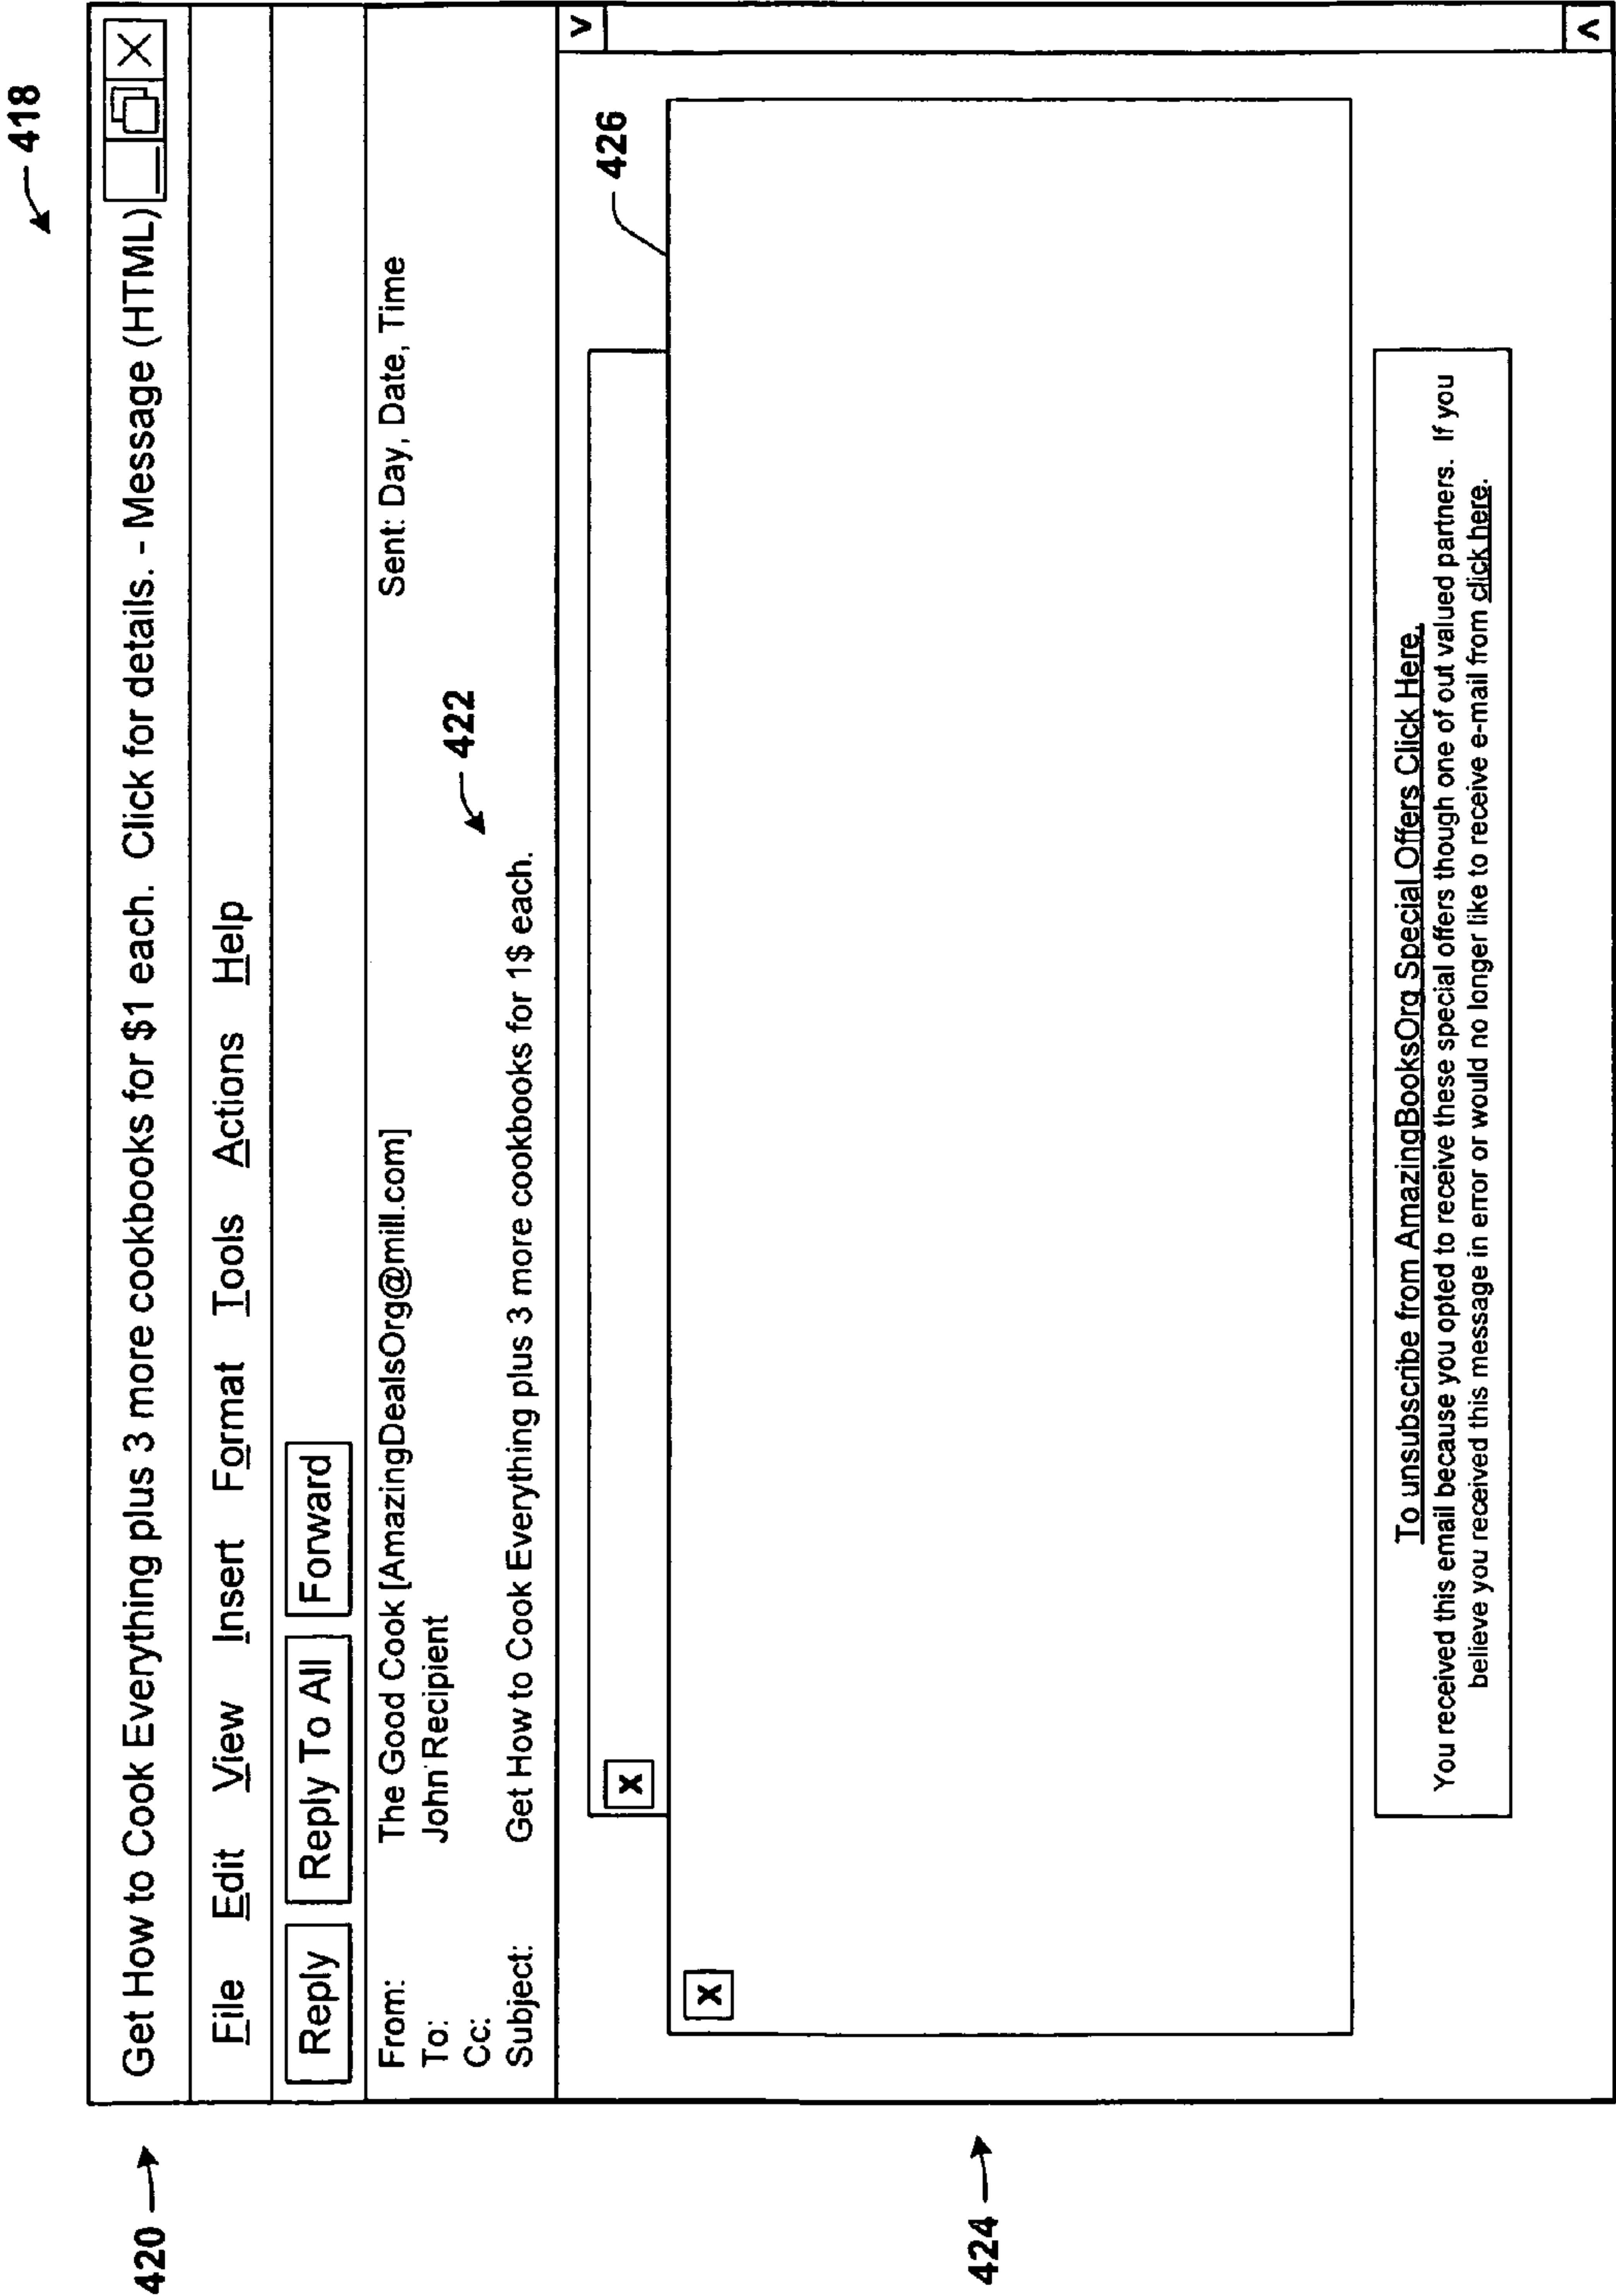 418
420
Get How to Cook Everything plus 3 more cookbooks for $1 each. Click for details. - Message (HTML)
File Edit View Insert Format Tools Actions Help
Reply Reply To All Forward
From: The Good Cook [AmazingDealsOrg@mill.com] Sent: Day, Date, Time
To: John Recipient
Cc:
422
Subject: Get How to Cook Everything plus 3 more cookbooks for 1$ each.
x
426
x
424
To unsubscribe from AmazingBooksOrg Special Offers Click Here.
You received this email because you opted to receive these special offers though one of out valued partners. If you
believe you received this message in error or would no longer like to receive e-mail from click here.